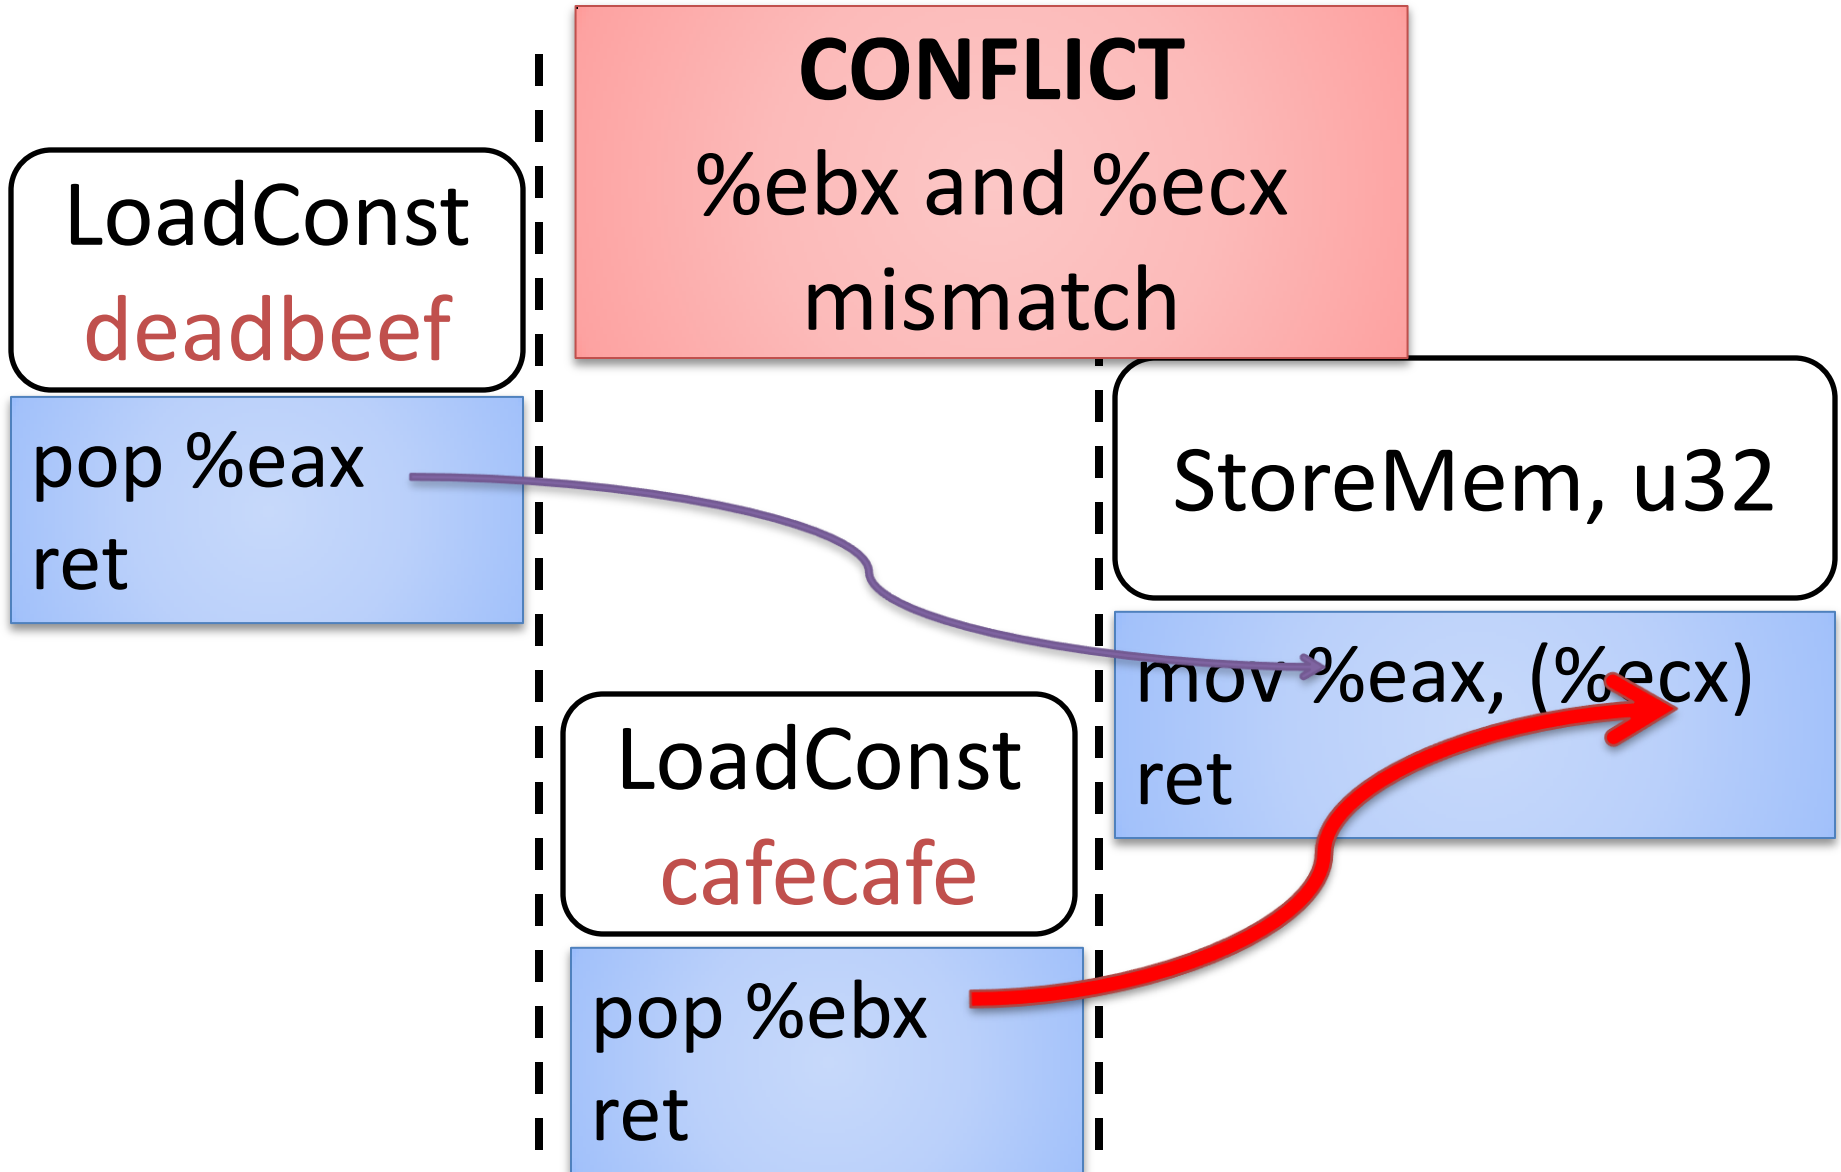 CONFLICT
%ebx and %ecx
mismatch
LoadConst
deadbeef
pop %eax
ret
LoadConst
cafecafe
pop %ebx
ret
StoreMem, u32
mov %eax, (%ecx)
ret